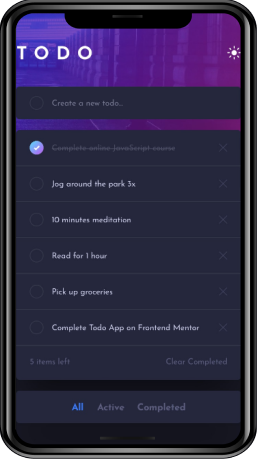 TODO
Create a new todo..
Complete online JavaScript course
Jog around the park 3x
10 minutes meditation
Read for 1 hour
Pick up groceries
Complete Todo App on Frontend Mentor
5 items left Clear Completed
All Active Completed